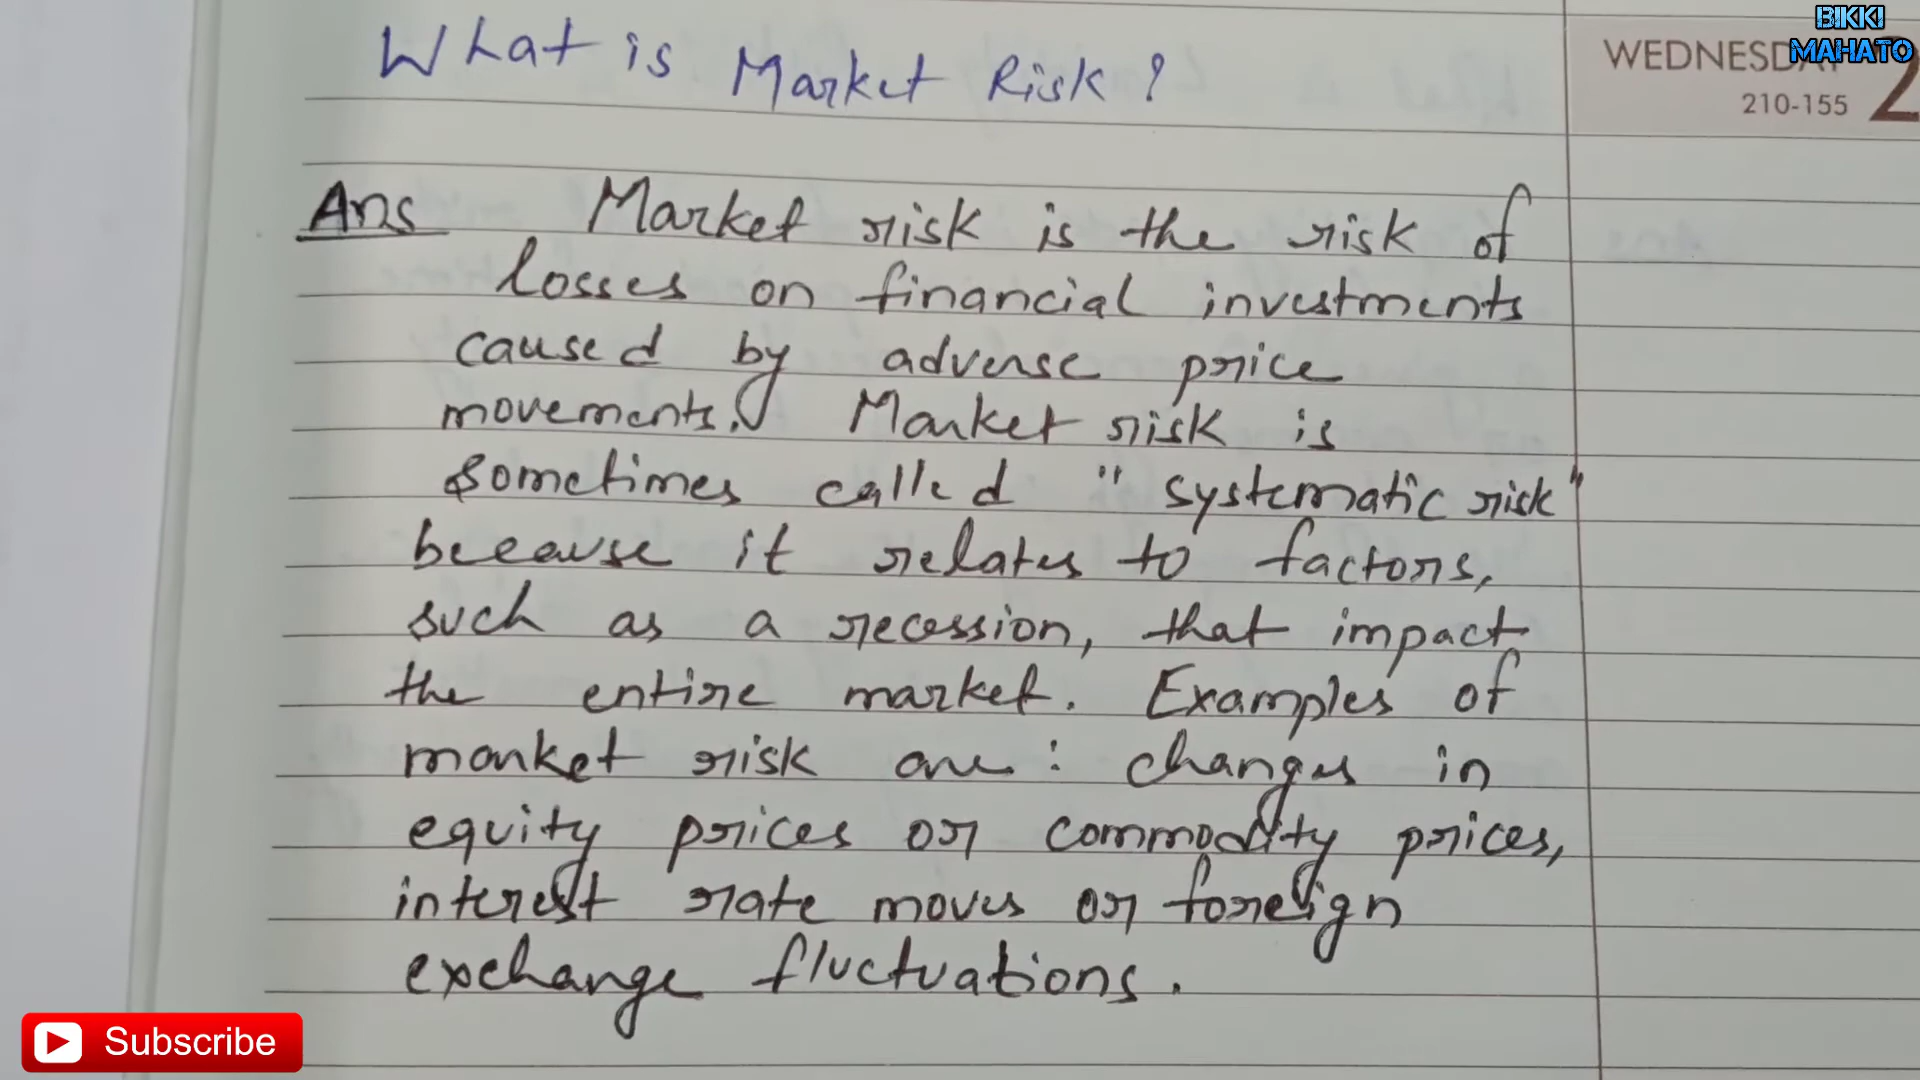 BIKKI
MAHATO
WEDNESDAY 2
210-155
What is Market Risk?
Ans Market risk is the risk of
losses on financial investments
caused by adverse price
movements. Market risk is
sometimes called "systematic risk"
because it relates to factors,
such as a recession, that impact
the entire market. Examples of
market risk are: changes in
equity prices or commodity prices,
interest rate moves or foreign
exchange fluctuations.
Subscribe